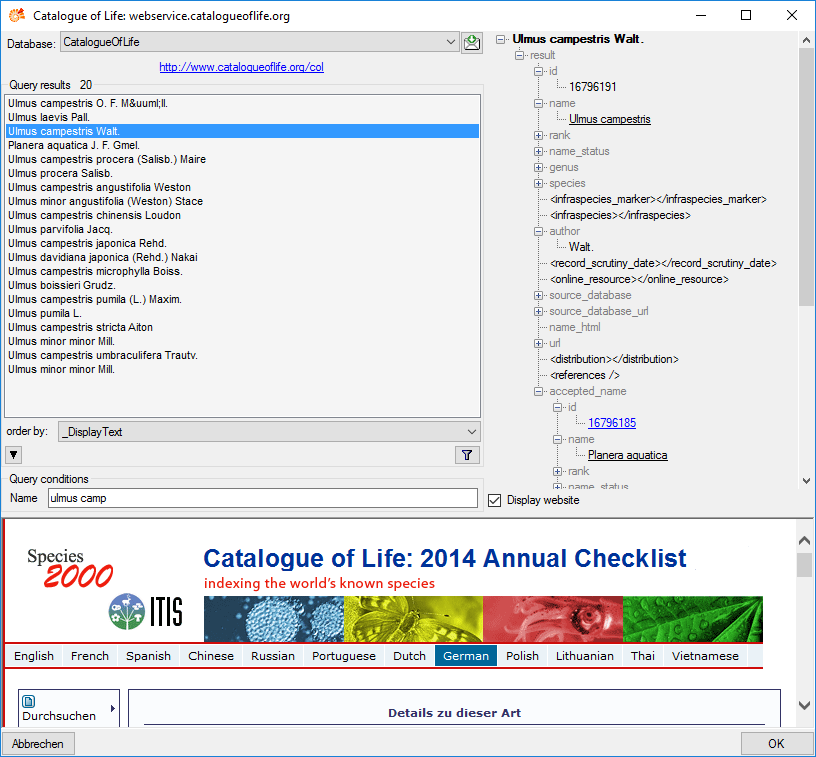 Catalogue of Life: webservice.catalogueoflife.org
Database: CatalogueOfLife
http://www.catalogueoflife.org/col
Query results 20
Ulmus campestris O. F. M&uuml;ll.
Ulmus laevis Pall.
Ulmus campestris Walt.
Planera aquatica J. F. Gmel.
Ulmus campestris procera (Salisb.) Maire
Ulmus procera Salisb.
Ulmus campestris angustifolia Weston
Ulmus minor angustifolia (Weston) Stace
Ulmus campestris chinensis Loudon
Ulmus parvifolia Jacq.
Ulmus campestris japonica Rehd.
Ulmus davidiana japonica (Rehd.) Nakai
Ulmus campestris microphylla Boiss.
Ulmus boissieri Grudz.
Ulmus campestris pumila (L.) Maxim.
Ulmus pumila L.
Ulmus campestris stricta Aiton
Ulmus minor minor Mill.
Ulmus campestris umbraculifera Trautv.
Ulmus minor minor Mill.
order by: _DisplayText
Query conditions
Name ulmus camp
Ulmus campestris Walt.
result
id
16796191
name
Ulmus campestris
rank
name_status
genus
species
<infraspecies_marker></infraspecies_marker>
<infraspecies></infraspecies>
author
Walt.
<record_scrutiny_date></record_scrutiny_date>
<online_resource></online_resource>
source_database
source_database_url
name_html
url
<distribution></distribution>
<references />
accepted_name
id
16796185
name
Planera aquatica
rank
name_status
Display website
Species
2000
ITIS
Catalogue of Life: 2014 Annual Checklist
indexing the world's known species
English French Spanish Chinese Russian Portuguese Dutch German Polish Lithuanian Thai Vietnamese
Durchsuchen
Details zu dieser Art
Abbrechen OK